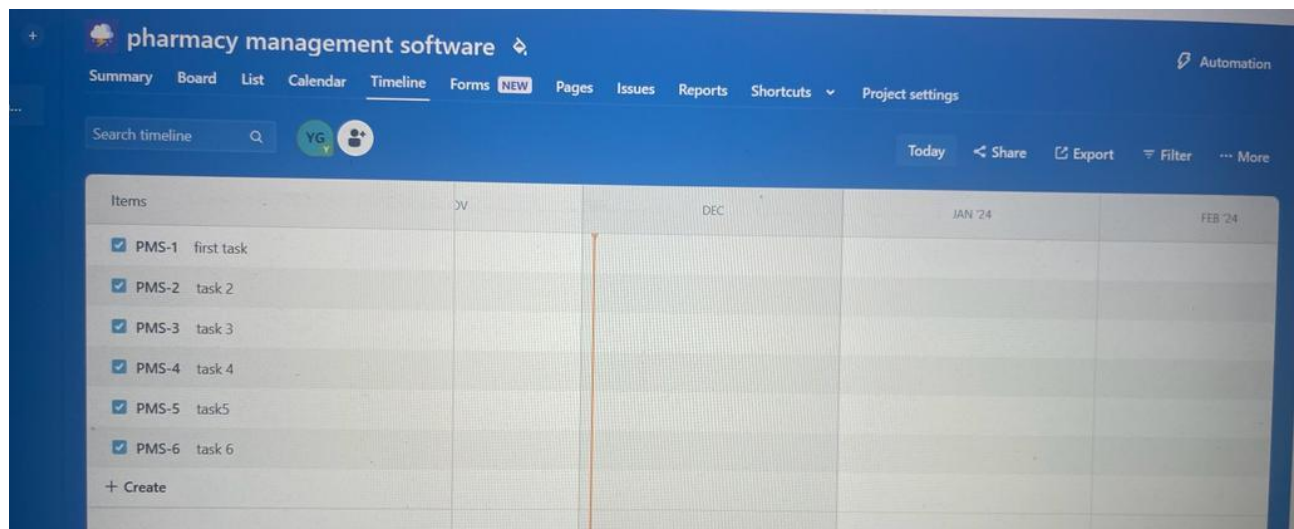 pharmacy management software
Automation
Summary Board List Calendar Timeline Forms NEW Pages Issues Reports Shortcuts Project settings
Search timeline YG Y Today Share Export Filter ··· More
Items DEC JAN '24 FEB '24
PMS-1 first task
PMS-2 task 2
PMS-3 task 3
PMS-4 task 4
PMS-5 task5
PMS-6 task 6
+ Create